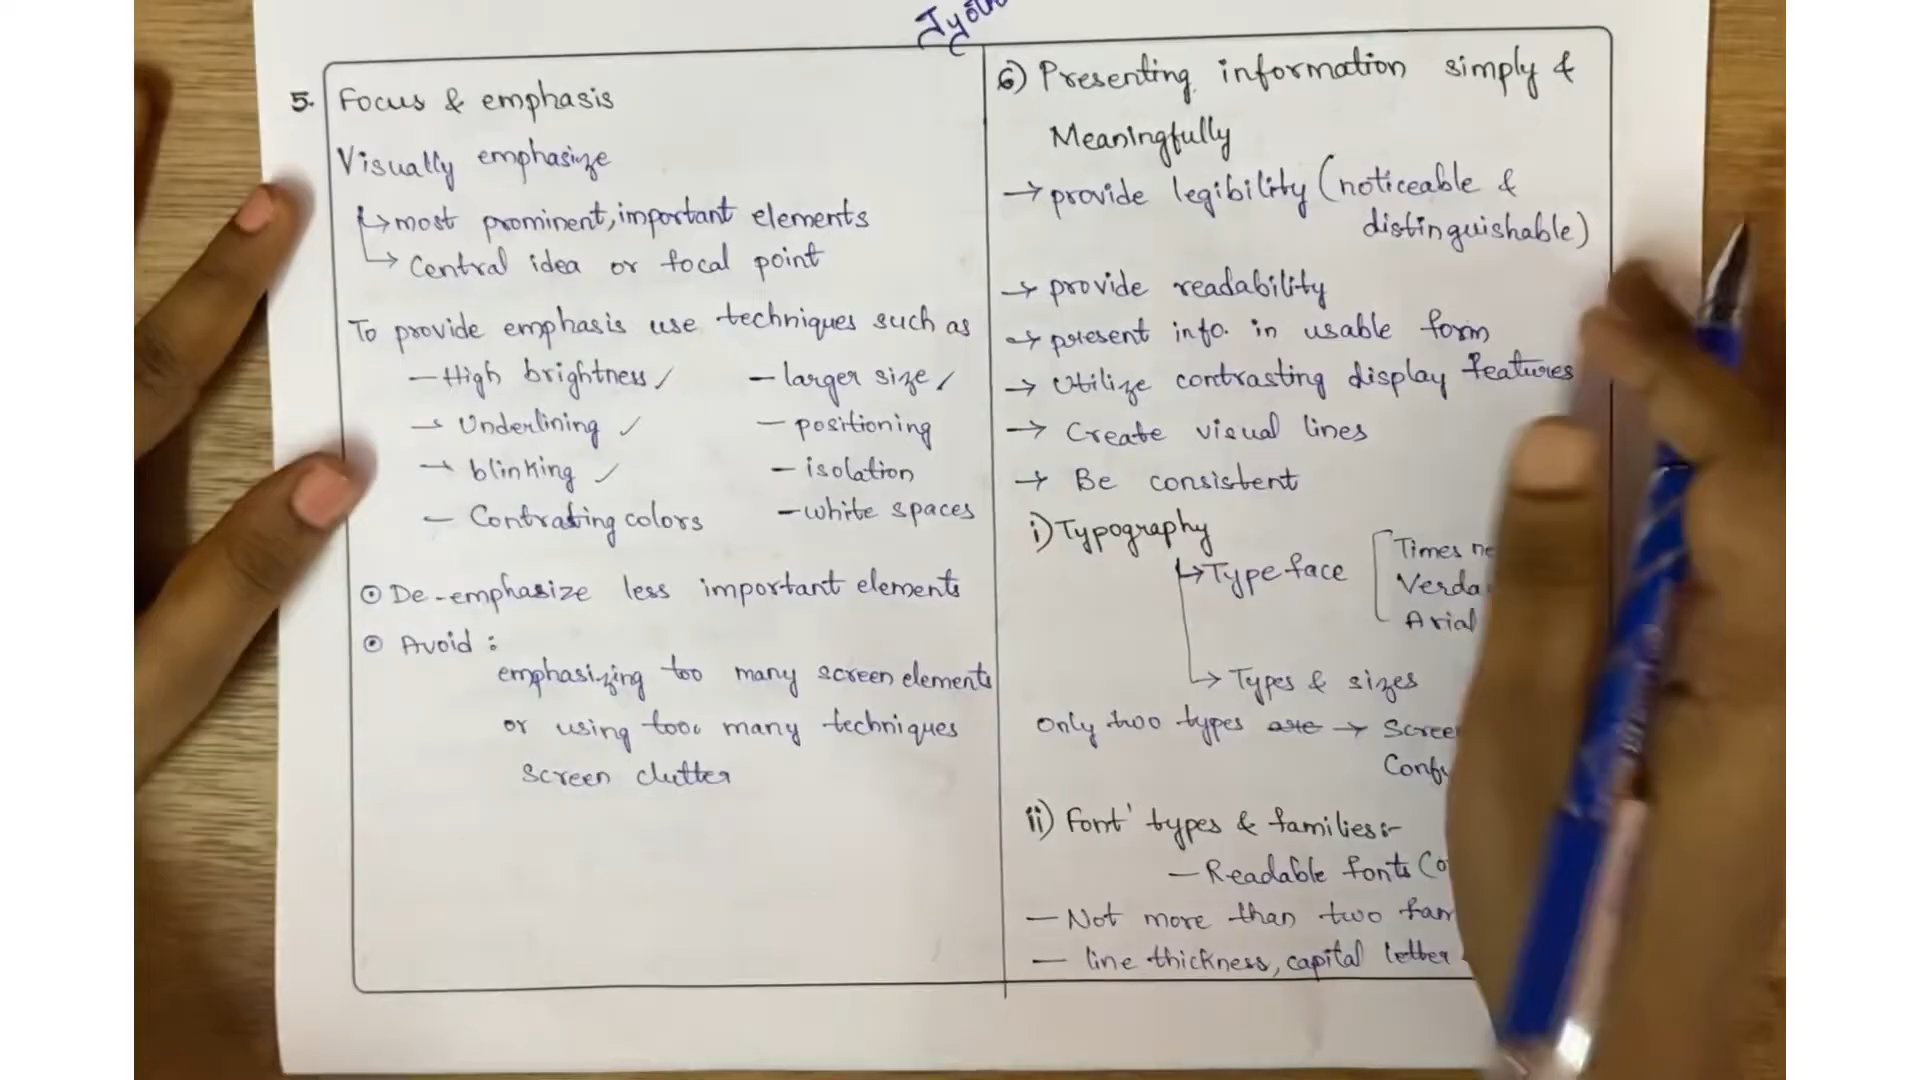 5. Focus & emphasis
Visually emphasize
↳ most prominent, important elements
↳ Central idea or focal point
To provide emphasis use techniques such as
- High brightness ✓ - larger size ✓
- Underlining ✓ - positioning
- blinking ✓ - isolation
- Contrasting colors - white spaces
⊙ De-emphasize less important elements
⊙ Avoid :
emphasizing too many screen elements
or using too many techniques
screen clutter
6) Presenting information simply &
Meaningfully
→ provide legibility (noticeable &
distinguishable)
→ provide readability
→ present info. in usable form
→ Utilize contrasting display features
→ Create visual lines
→ Be consistent
i) Typography
↳ Type face [ Times
Arial
↳ Types & sizes
Only two types →
ii) Font types & families :-
- Readable fonts
- Not more than two
- line thickness, capital letter